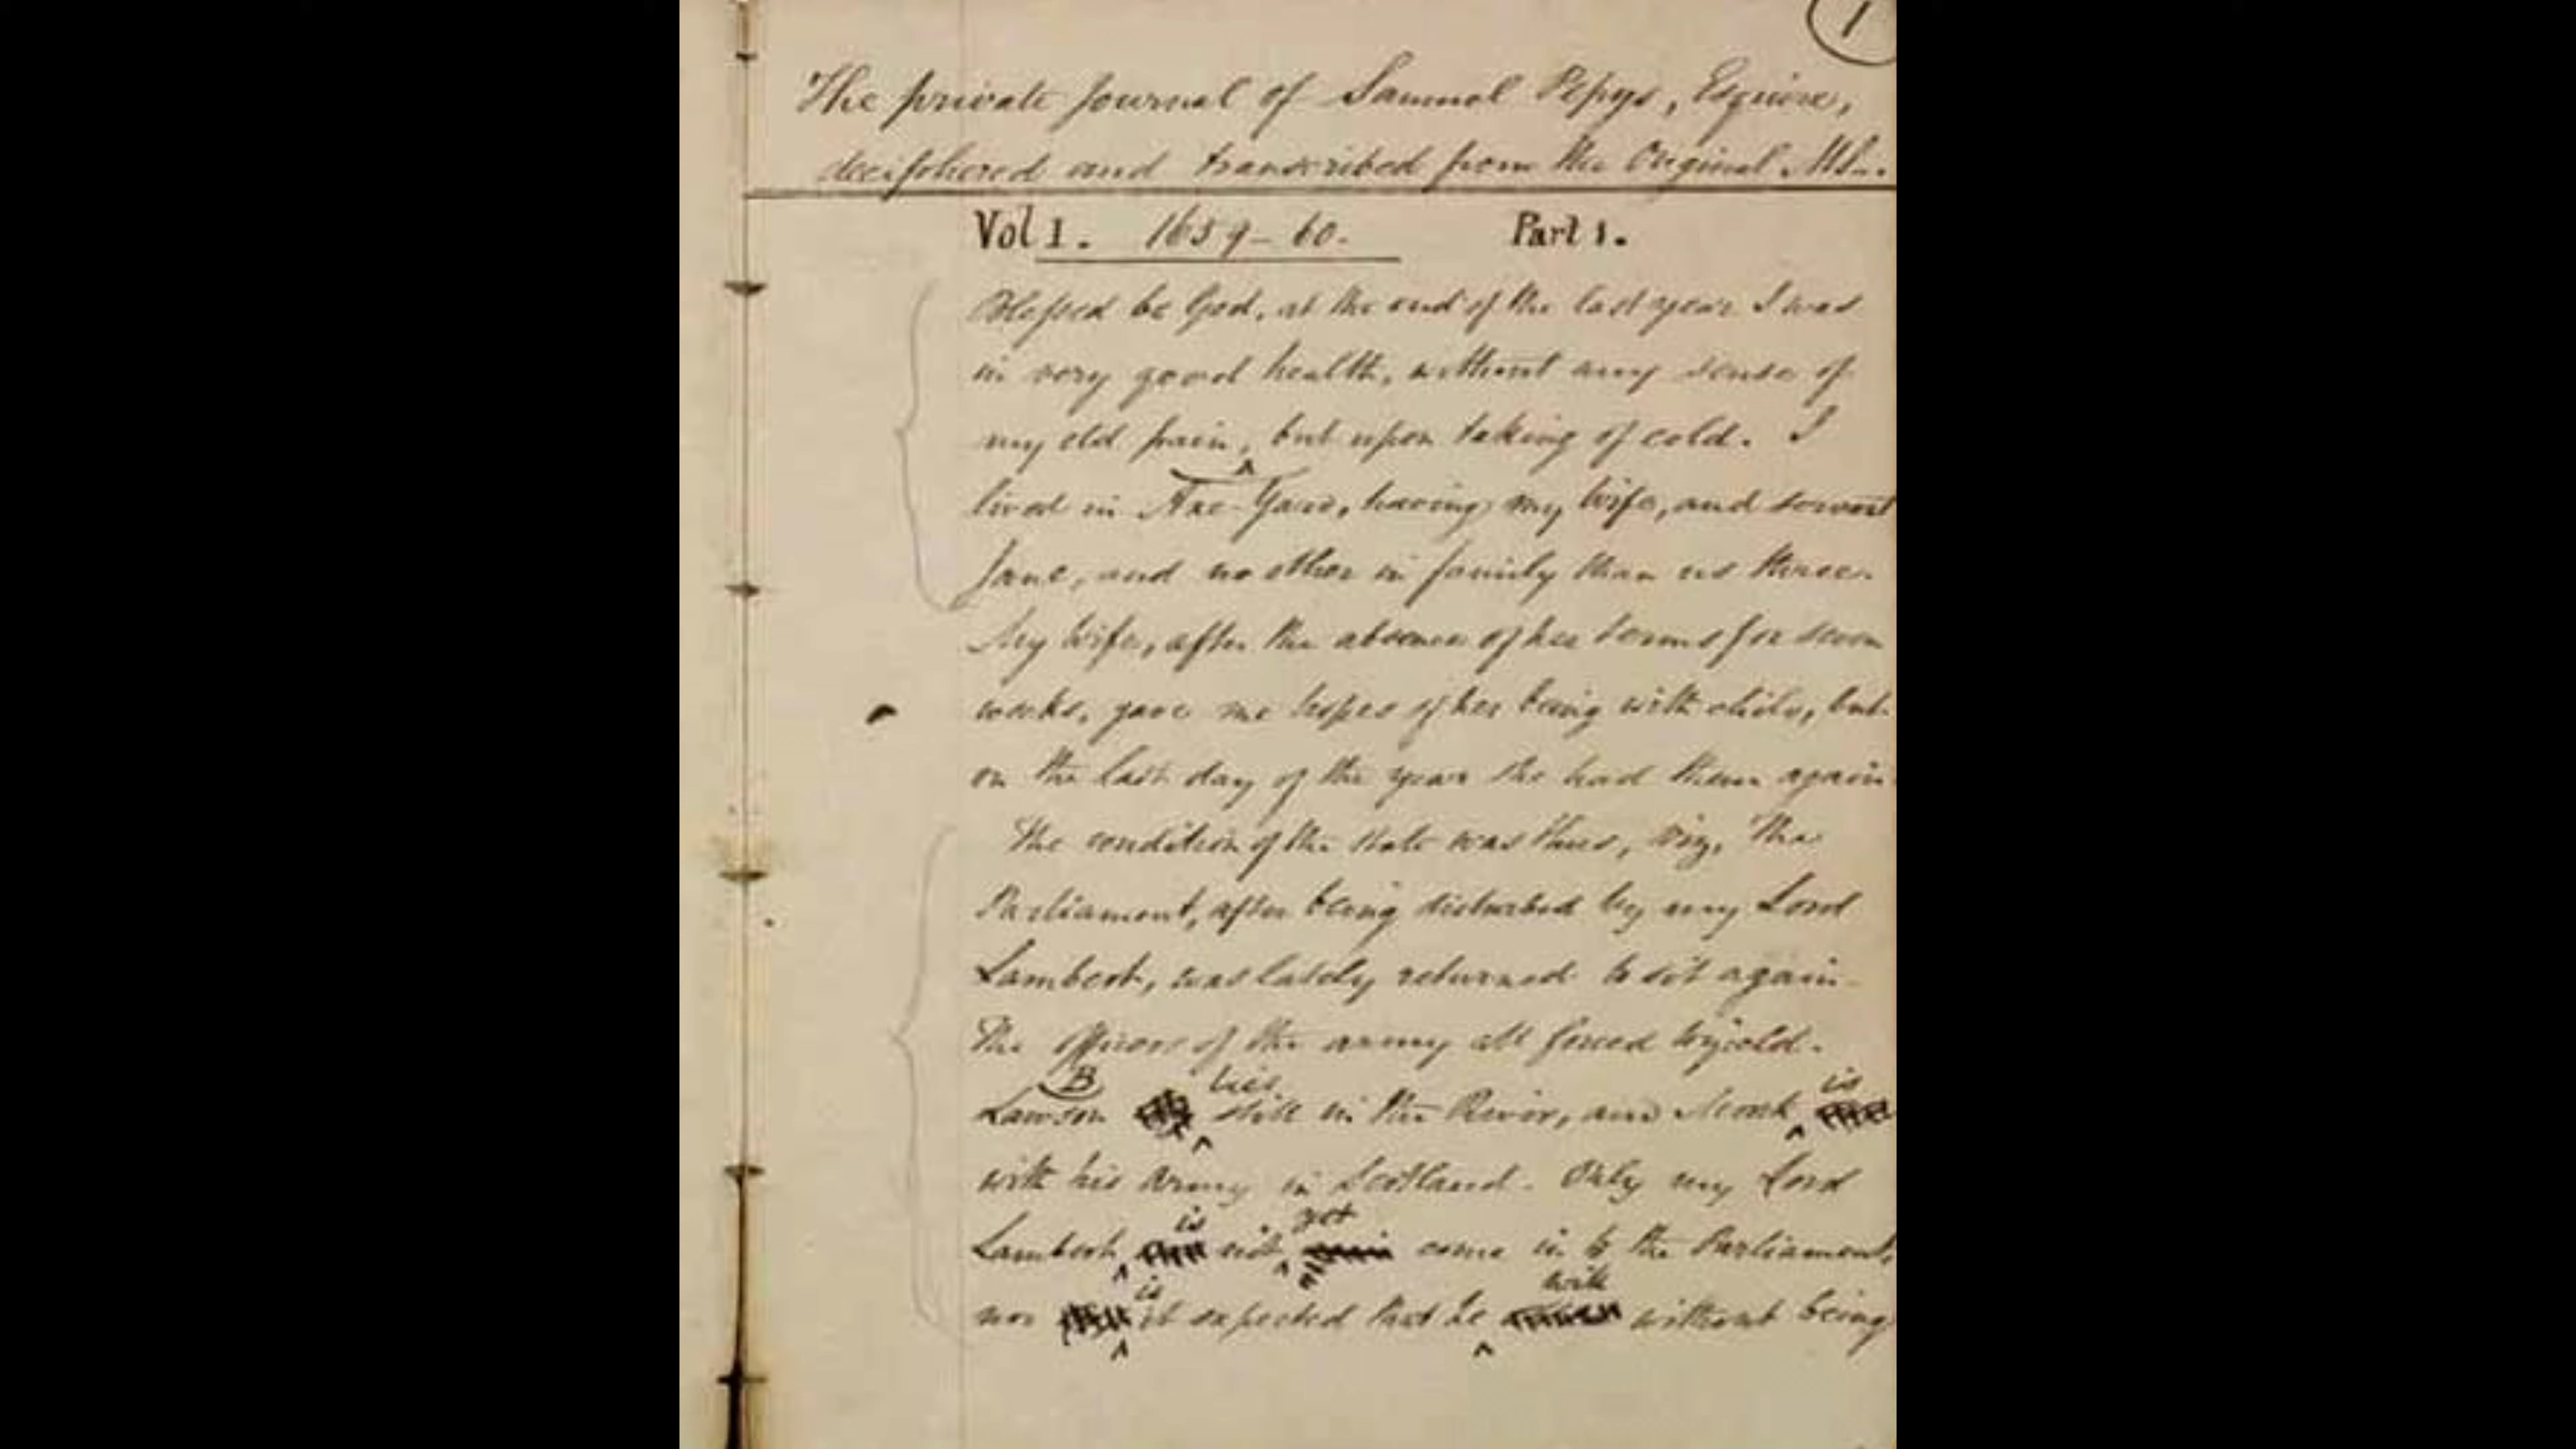 1
The private Journal of Samuel Pepys, Esquire,
deciphered and transcribed from the Original MS..
Vol I. 1659-60. Part 1.
Blessed be God, at the end of the last year I was
in very good health, without any sense of
my old pain, but upon taking of cold. I
lived in Axe-Yard, having my wife, and servant
Jane, and no other in family than us three.
My wife, after the absence of her terms for seven
weeks, gave me hopes of her being with child, but
on the last day of the year she had them again.
The condition of the state was thus, viz, The
Parliament, after being disturbed by my Lord
Lambert, was lately returned to sit again.
The Officers of the army all forced to yield.
B lies is
Lawson still in the River, and Monk
with his army in Scotland. Only my Lord
is yet
Lambert not come in to the Parliament,
is will
nor it expected that he without being